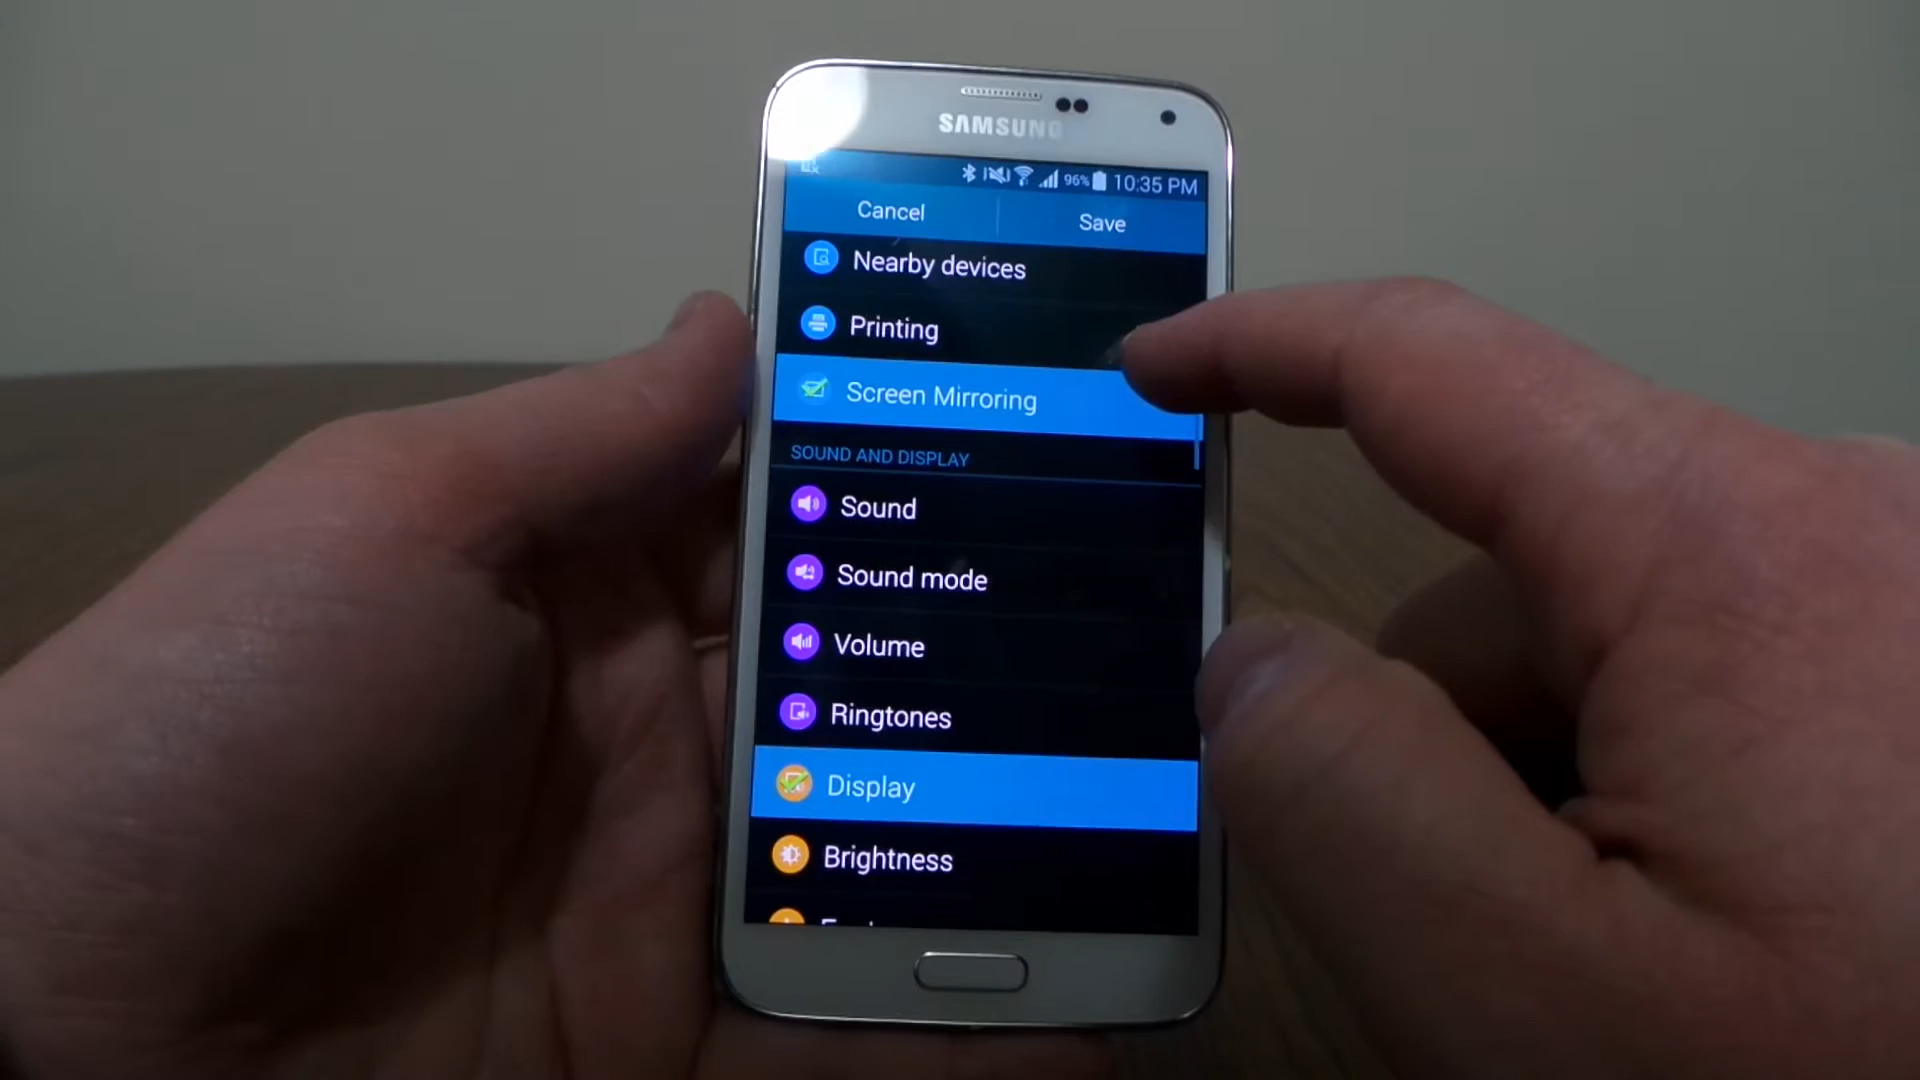 SAMSUNG
96% 10:35 PM
Cancel Save
Nearby devices
Printing
Screen Mirroring
SOUND AND DISPLAY
Sound
Sound mode
Volume
Ringtones
Display
Brightness